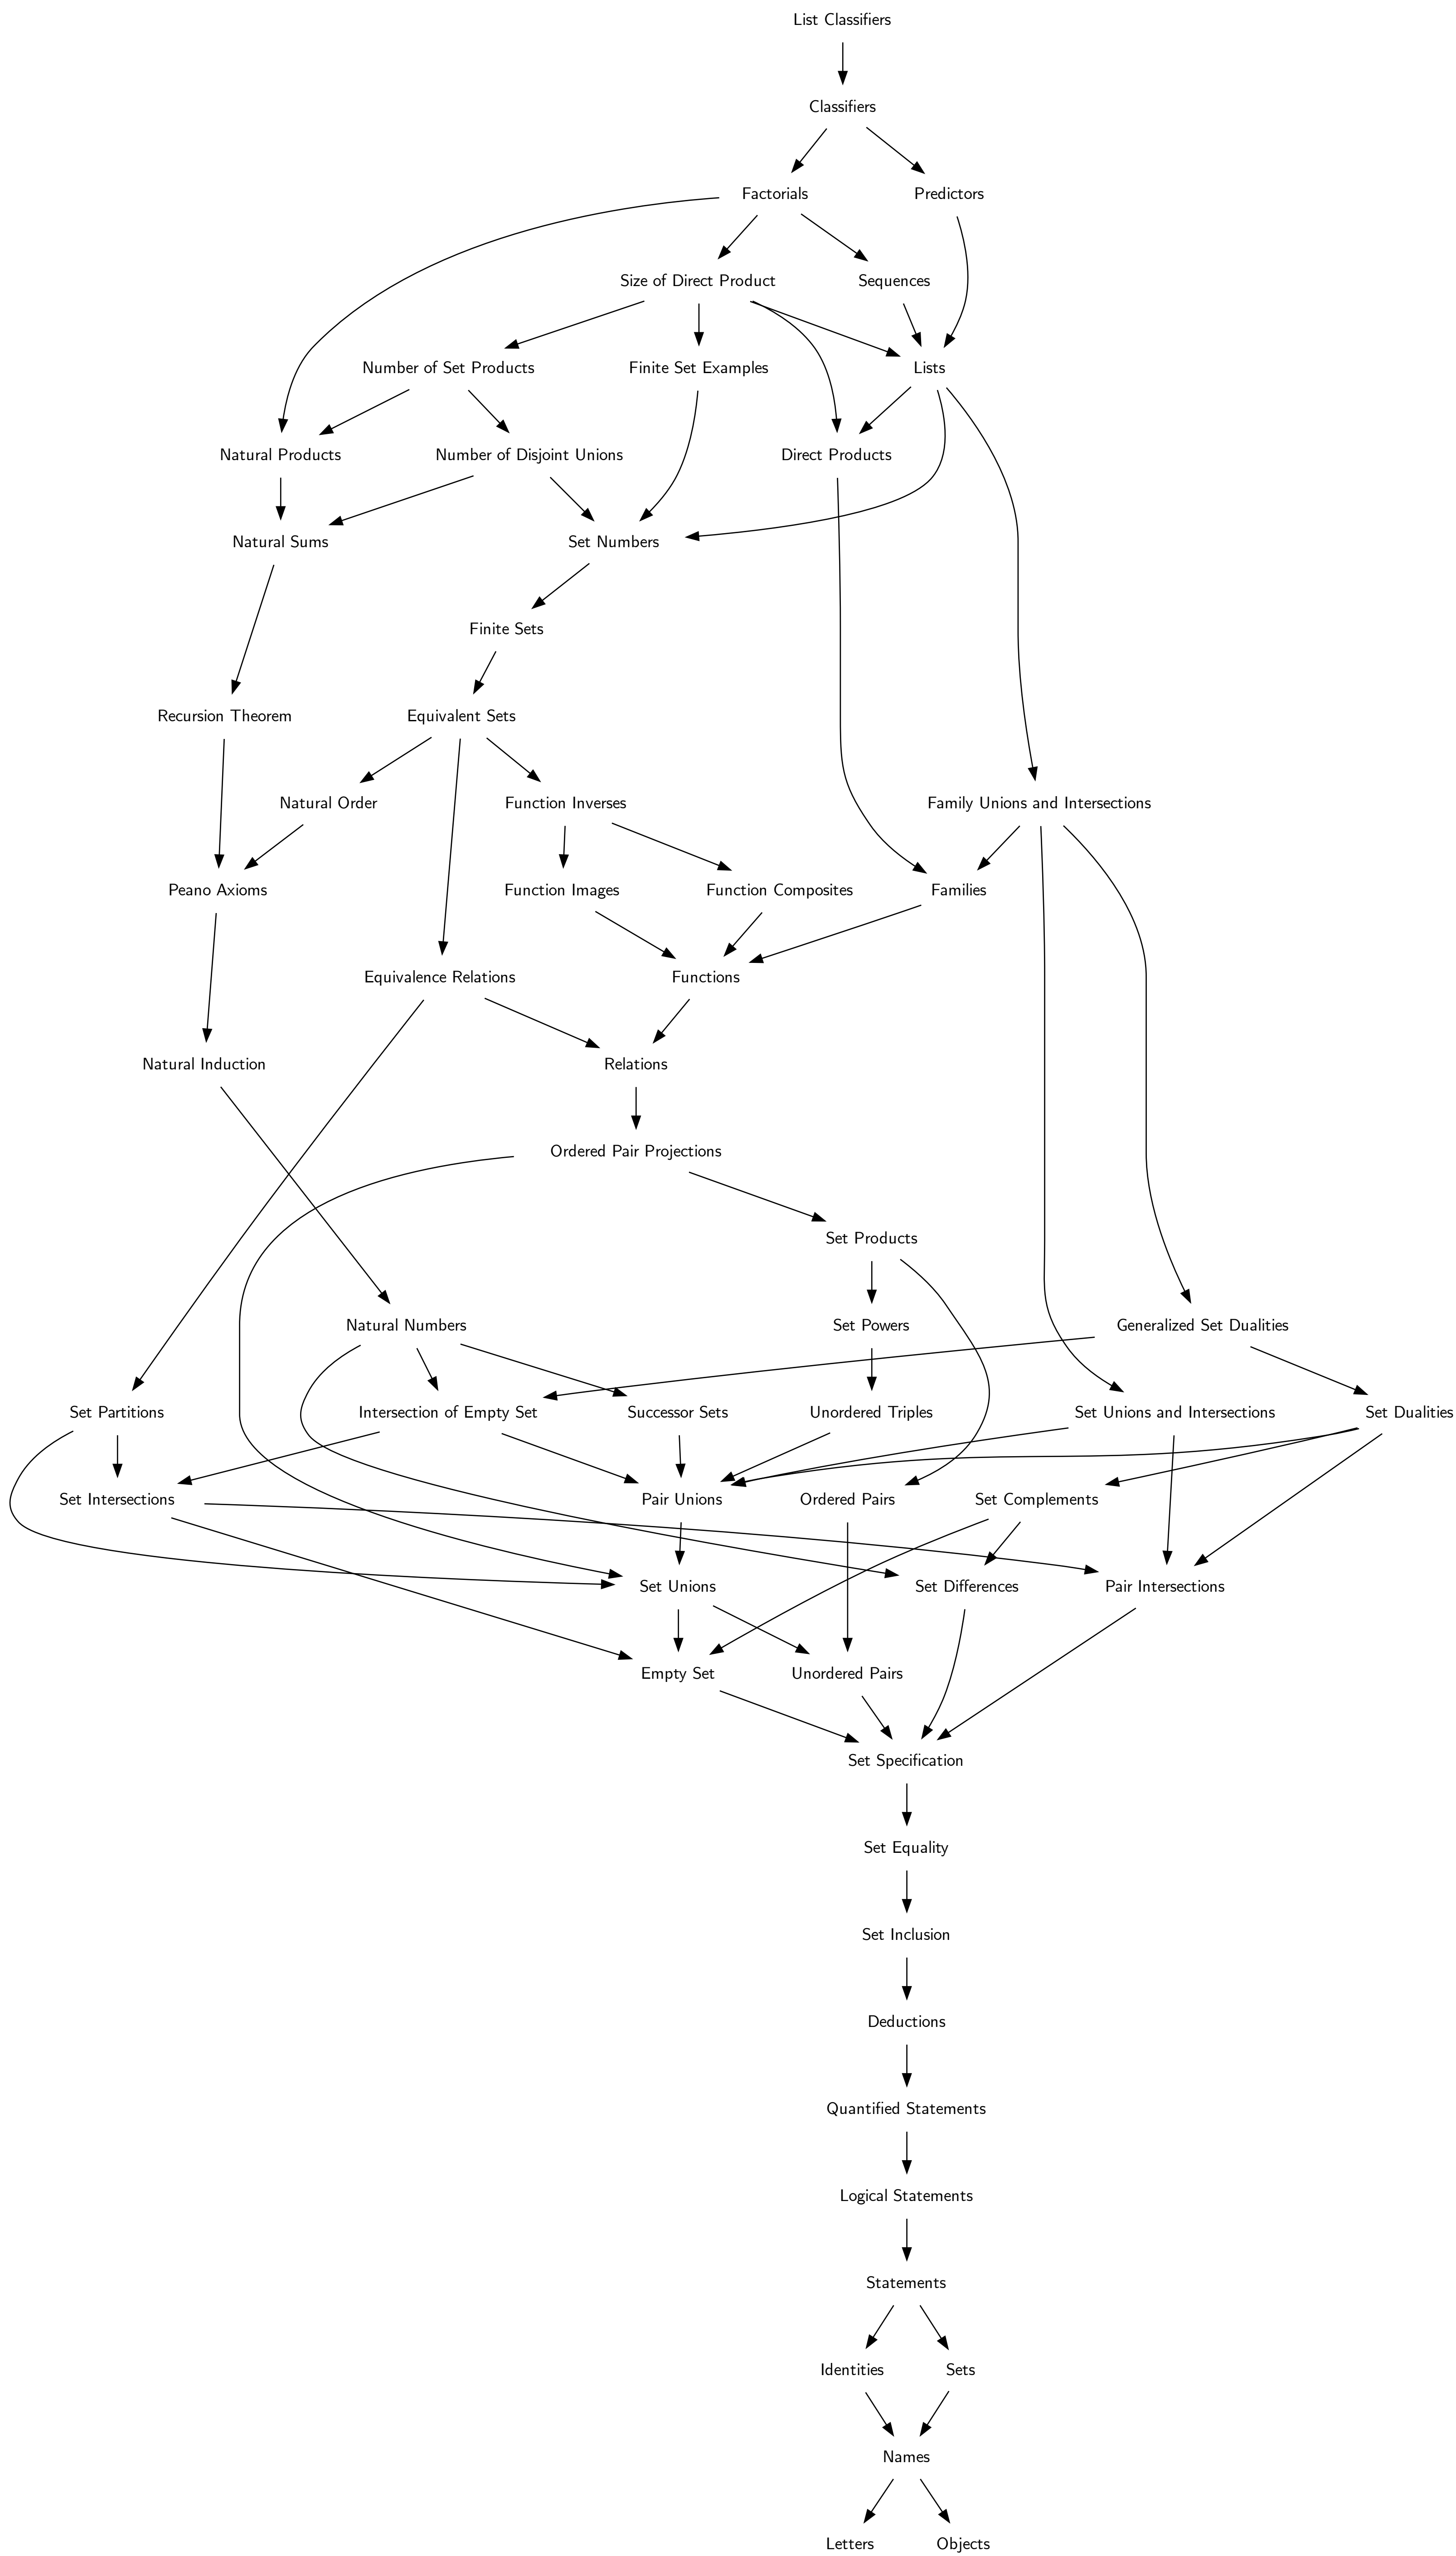 List Classifiers
Classifiers
Factorials
Predictors
Size of Direct Product
Sequences
Number of Set Products
Finite Set Examples
Lists
Natural Products
Number of Disjoint Unions
Direct Products
Natural Sums
Set Numbers
Finite Sets
Recursion Theorem
Equivalent Sets
Natural Order
Function Inverses
Family Unions and Intersections
Peano Axioms
Function Images
Function Composites
Families
Equivalence Relations
Functions
Natural Induction
Relations
Ordered Pair Projections
Set Products
Natural Numbers
Set Powers
Generalized Set Dualities
Set Partitions
Intersection of Empty Set
Successor Sets
Unordered Triples
Set Unions and Intersections
Set Dualities
Set Intersections
Pair Unions
Ordered Pairs
Set Complements
Set Unions
Set Differences
Pair Intersections
Empty Set
Unordered Pairs
Set Specification
Set Equality
Set Inclusion
Deductions
Quantified Statements
Logical Statements
Statements
Identities
Sets
Names
Letters
Objects